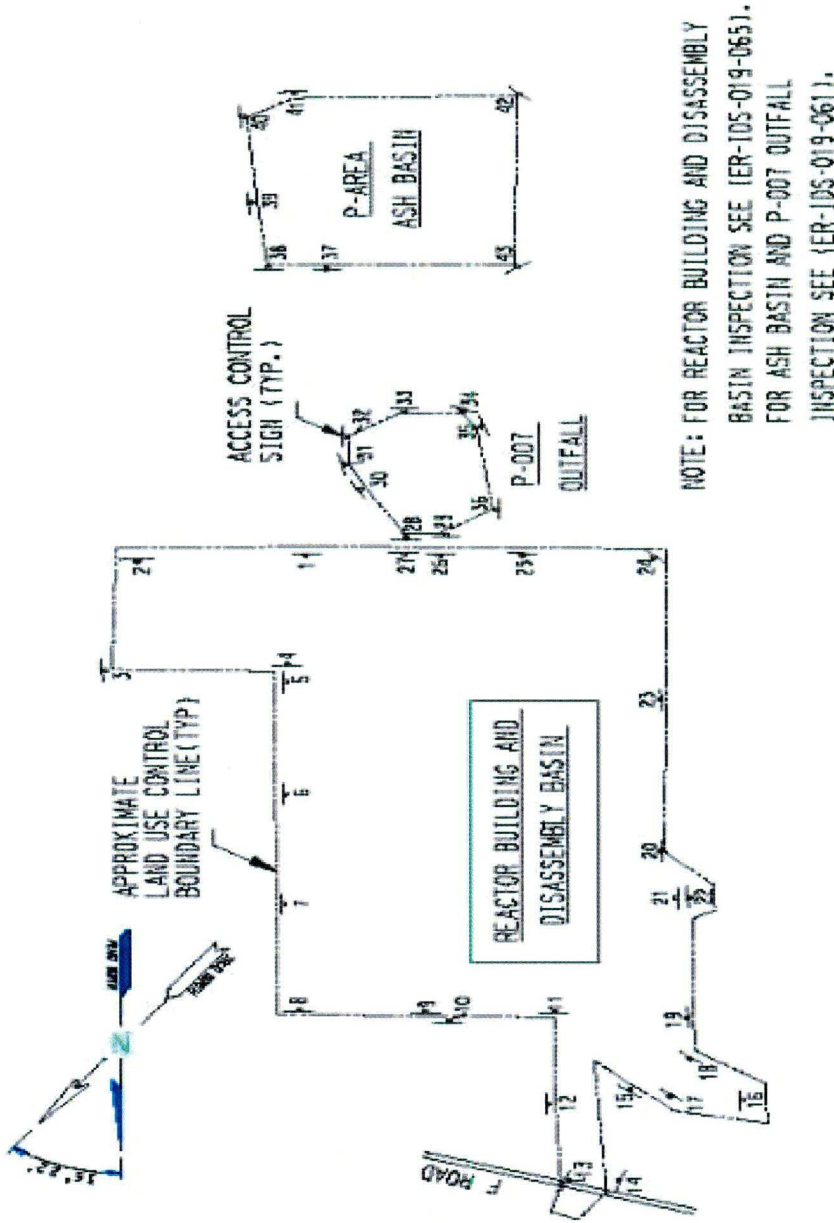 36° 22'
N
PLANT NORTH
APPROXIMATE
LAND USE CONTROL
BOUNDARY LINE(TYP)
ACCESS CONTROL
SIGN (TYP.)
P-AREA
ASH BASIN
P-007
OUTFALL
REACTOR BUILDING AND
DISASSEMBLY BASIN
F ROAD
1
2
3
4
5
6
7
8
9
10
11
12
13
14
15
16
17
18
19
20
21
22
23
24
25
26
27
28
29
30
31
32
33
34
35
36
37
38
39
40
41
42
43
NOTE: FOR REACTOR BUILDING AND DISASSEMBLY
BASIN INSPECTION SEE (ER-IDS-019-065).
FOR ASH BASIN AND P-007 OUTFALL
INSPECTION SEE (ER-IDS-019-061).